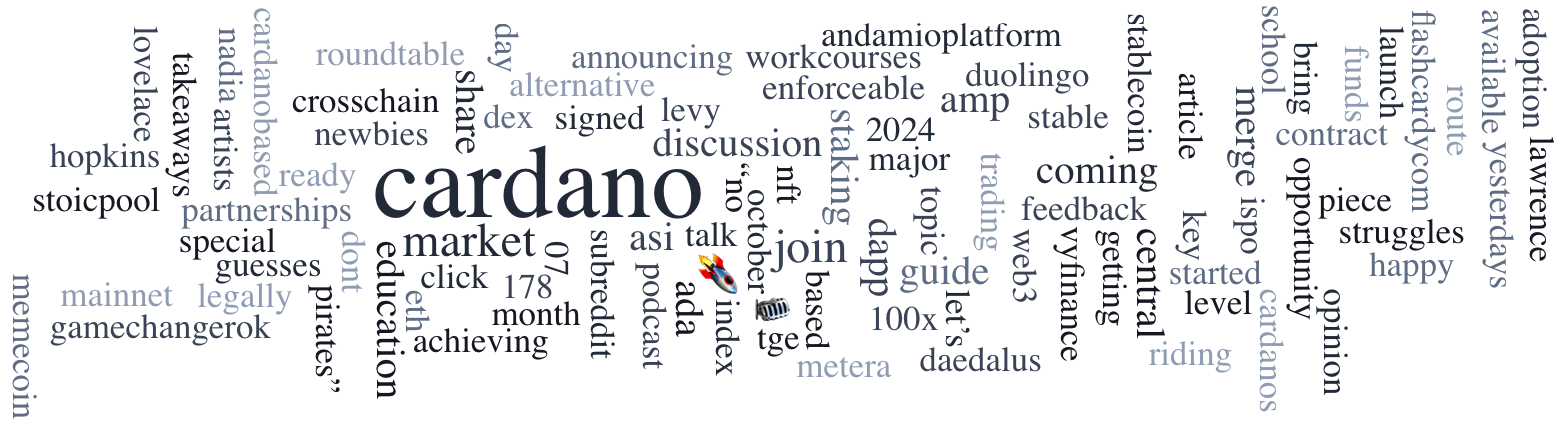 lovelace
takeaways
nadia
artists
cardanobased
roundtable
day
announcing
workcourses
andamioplatform
stablecoin
school
bring
funds
launch
flashcardycom
route
available
yesterdays
adoption
lawrence
crosschain
share
alternative
enforceable
duolingo
article
newbies
dex
signed
levy
amp
stable
merge
contract
hopkins
discussion
staking
2024
major
trading
coming
opportunity
stoicpool
ready
cardano
“no
october
nft
topic
feedback
key
ispo
piece
partnerships
special
guesses
dont
market
07
subreddit
asi
talk
join
dapp
guide
web3
vyfinance
getting
central
started
struggles
happy
education
click
178
podcast
ada
🚀
index
🎙
based
100x
let’s
level
cardanos
opinion
memecoin
mainnet
legally
gamechangerok
pirates”
eth
month
achieving
tge
metera
daedalus
riding